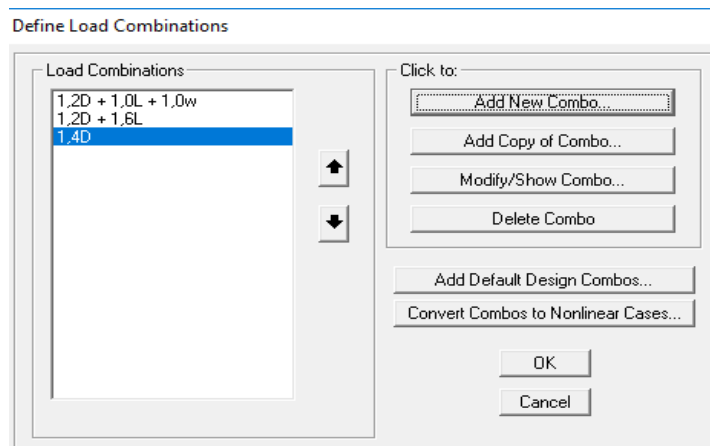 Define Load Combinations
Load Combinations
1,2D + 1,0L + 1,0w
1,2D + 1,6L
1,4D
Click to:
Add New Combo...
Add Copy of Combo...
Modify/Show Combo...
Delete Combo
Add Default Design Combos...
Convert Combos to Nonlinear Cases...
OK
Cancel